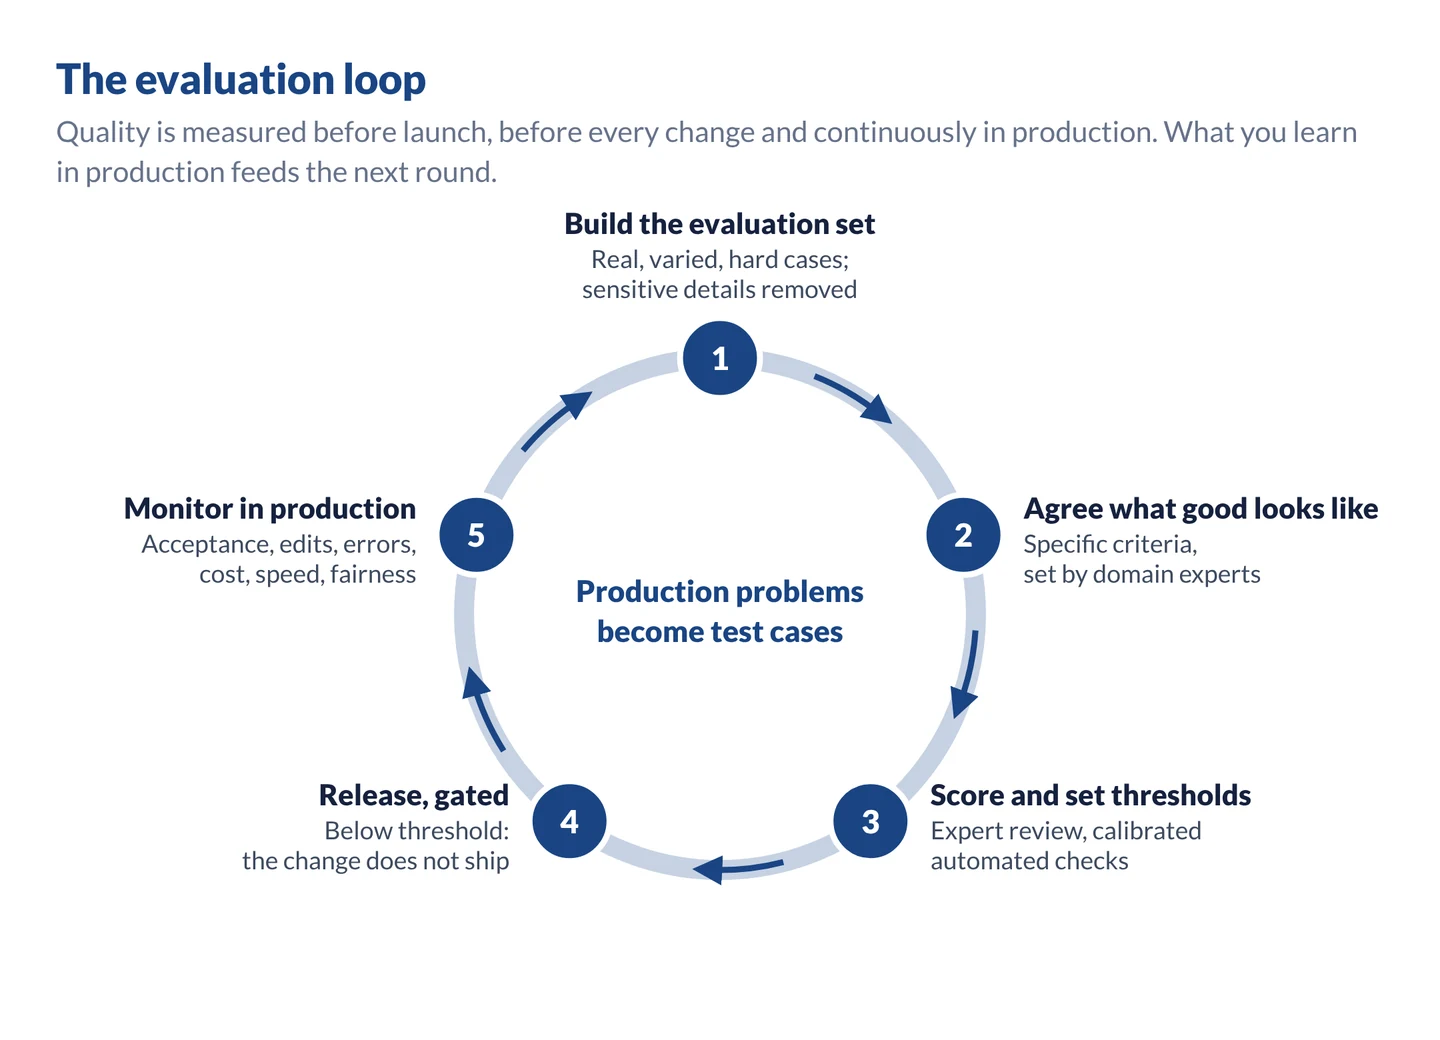 The evaluation loop
Quality is measured before launch, before every change and continuously in production. What you learn
in production feeds the next round.
Build the evaluation set
Real, varied, hard cases;
sensitive details removed
1
2
Agree what good looks like
Specific criteria,
set by domain experts
3
Score and set thresholds
Expert review, calibrated
automated checks
4
Release, gated
Below threshold:
the change does not ship
5
Monitor in production
Acceptance, edits, errors,
cost, speed, fairness
Production problems
become test cases